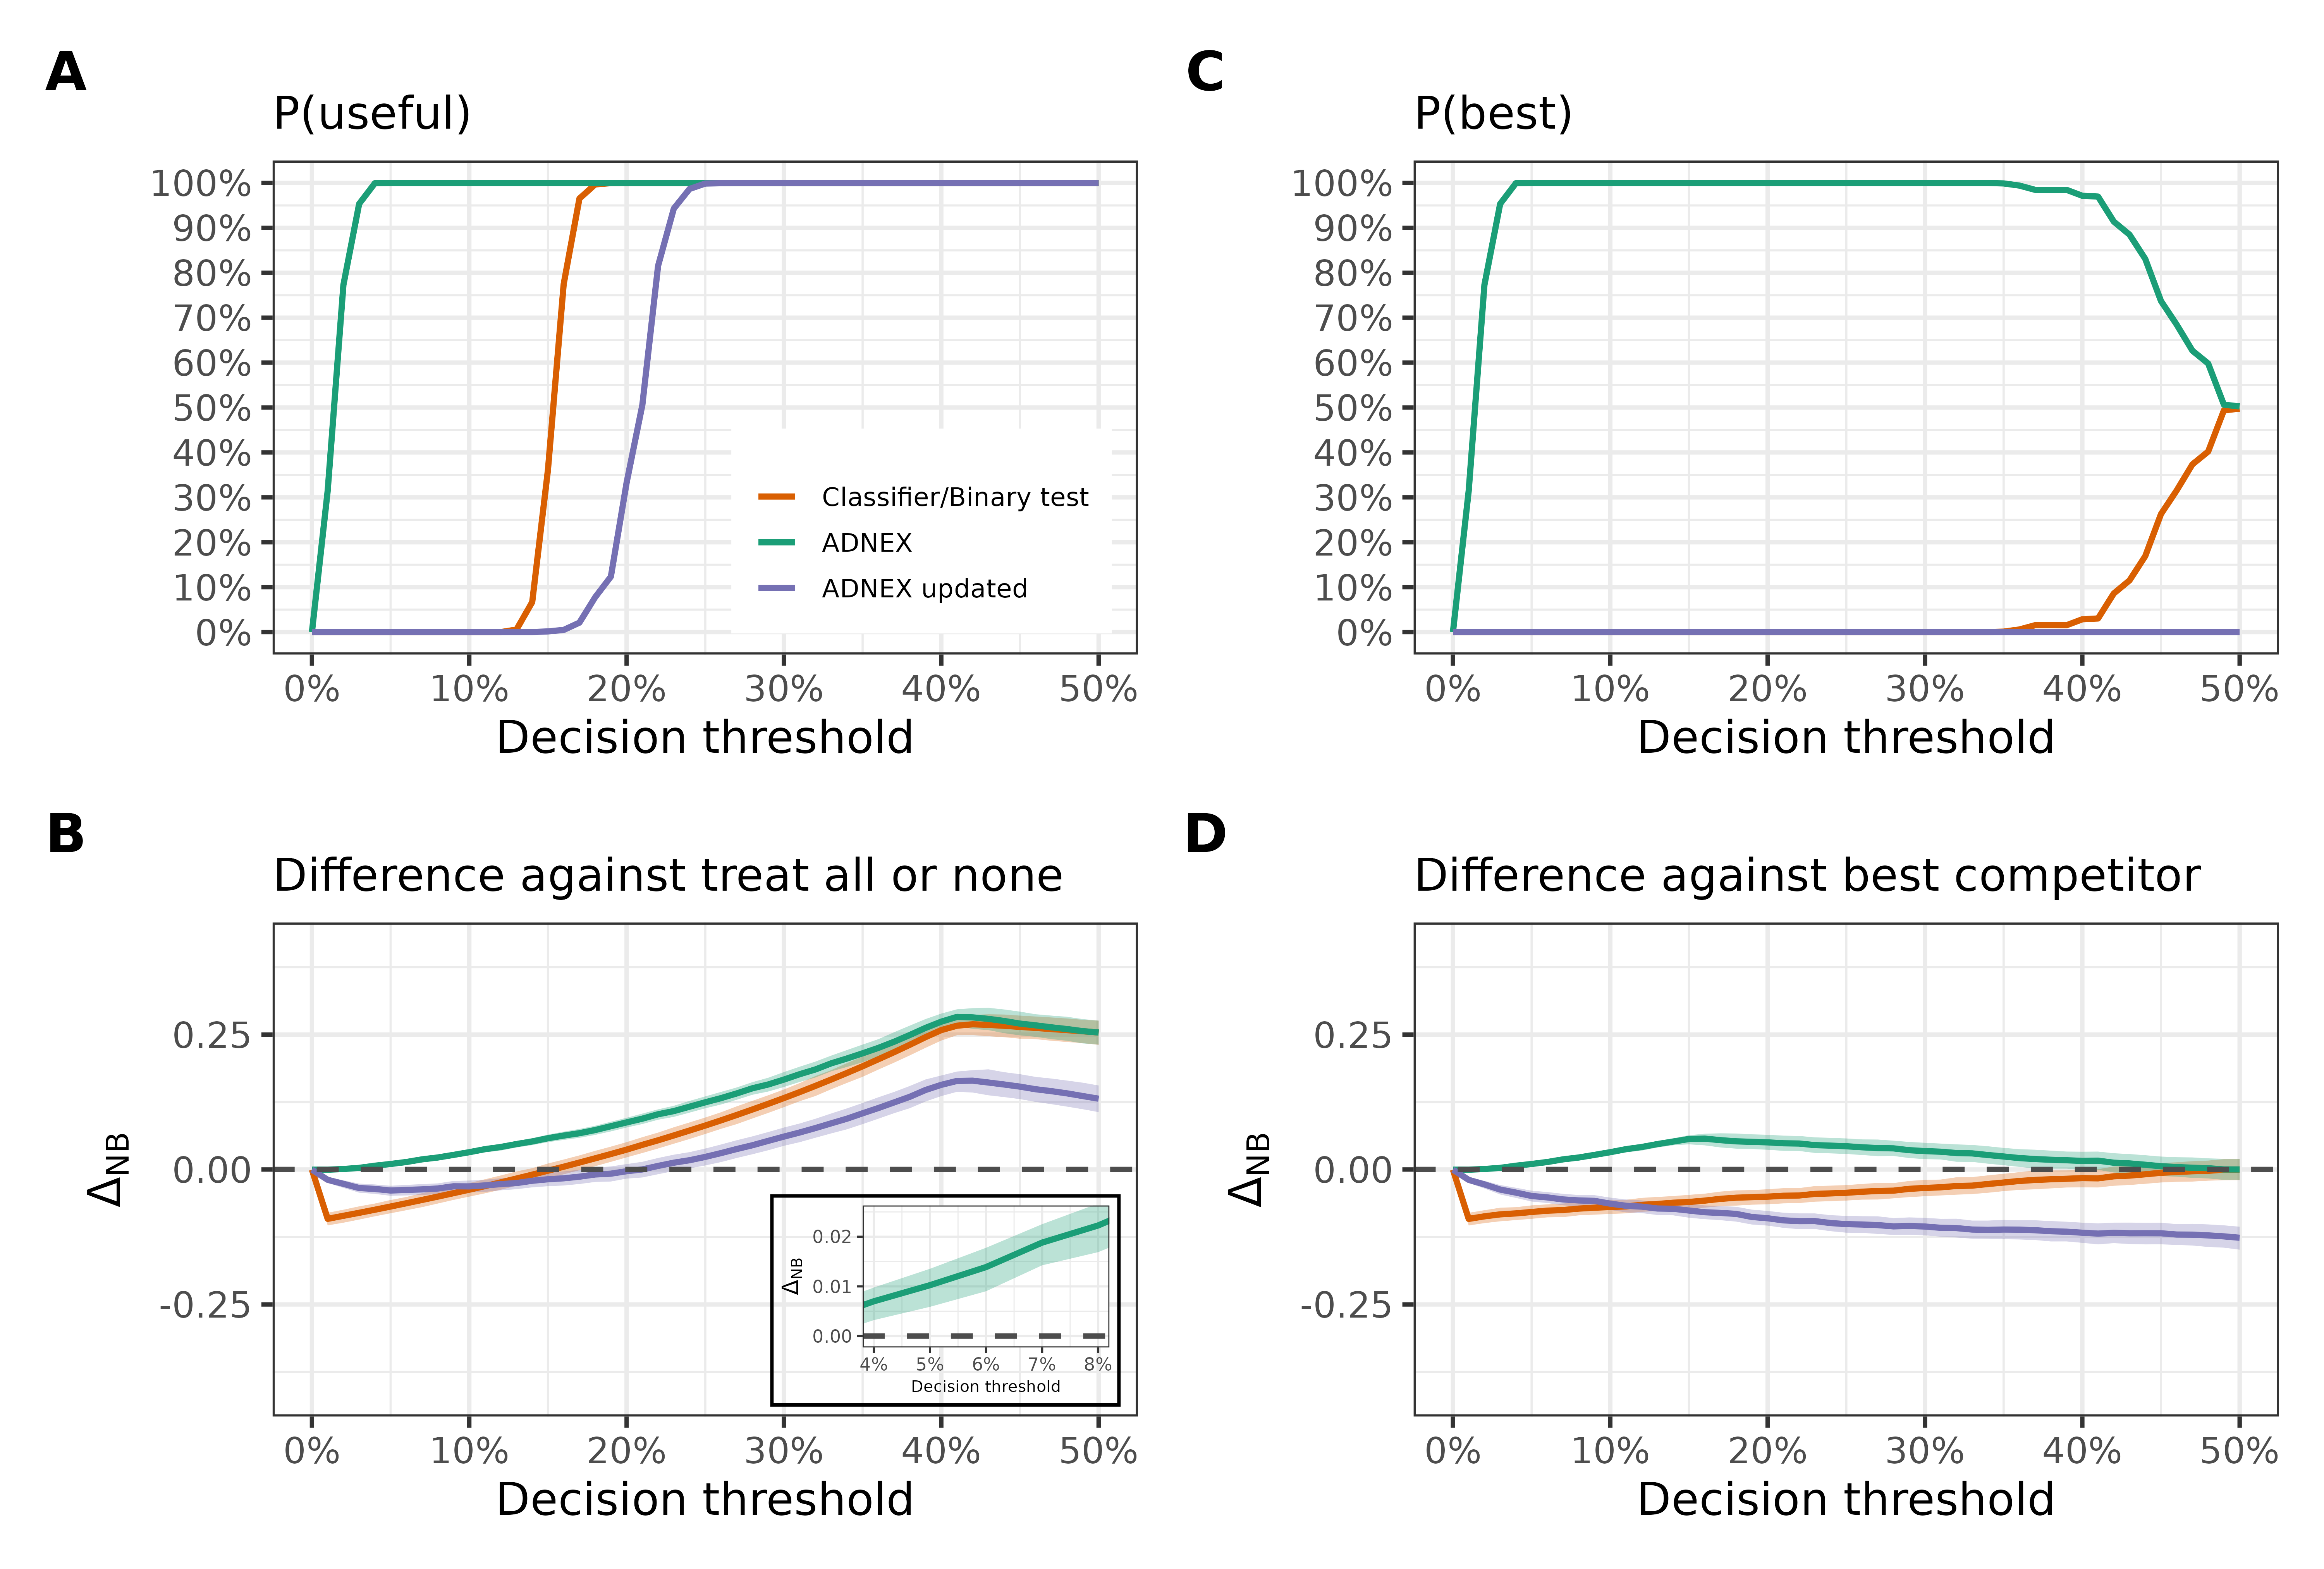 A
P(useful)
100%
90%
80%
70%
60%
50%
40%
30%
20%
10%
0%
Classifier/Binary test
ADNEX
ADNEX updated
0% 10% 20% 30% 40% 50%
Decision threshold
C
P(best)
100%
90%
80%
70%
60%
50%
40%
30%
20%
10%
0%
0% 10% 20% 30% 40% 50%
Decision threshold
B
Difference against treat all or none
ΔNB
0.25
0.00
-0.25
ΔNB
0.02
0.01
0.00
4% 5% 6% 7% 8%
Decision threshold
0% 10% 20% 30% 40% 50%
Decision threshold
D
Difference against best competitor
ΔNB
0.25
0.00
-0.25
0% 10% 20% 30% 40% 50%
Decision threshold